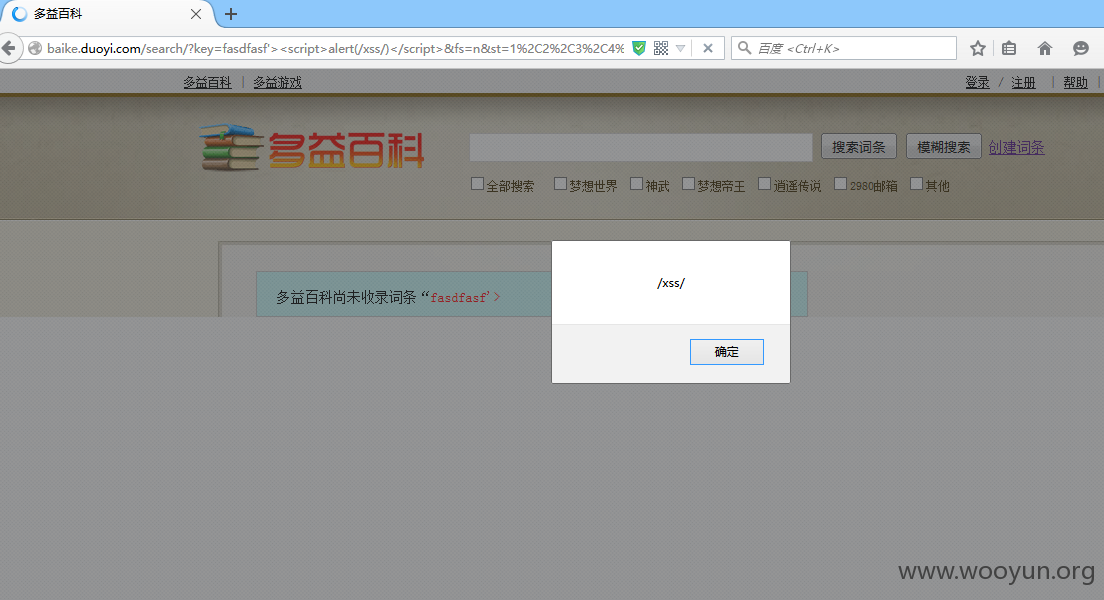 多益百科
baike.duoyi.com/search/?key=fasdfasf'><script>alert(/xss/)</script>&fs=n&st=1%2C2%2C3%2C4%
百度 <Ctrl+K>
多益百科 | 多益游戏
登录 / 注册 | 帮助 |
多益百科
搜索词条
模糊搜索
创建词条
全部搜索 梦想世界 神武 梦想帝王 逍遥传说 2980邮箱 其他
/xss/
多益百科尚未收录词条“fasdfasf'>
确定
www.wooyun.org